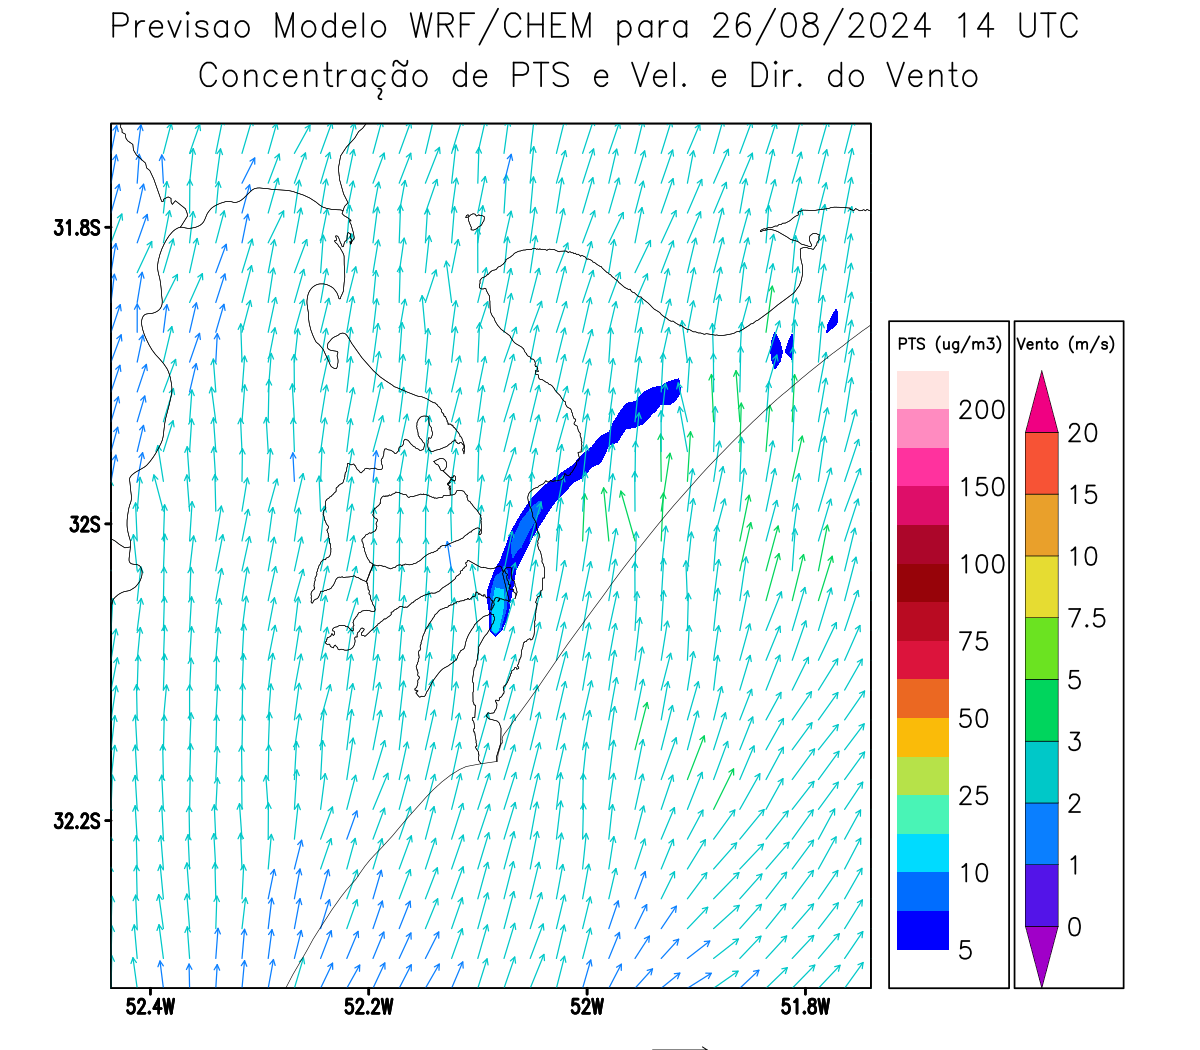 Previsao Modelo WRF/CHEM para 26/08/2024 14 UTC
Concentração de PTS e Vel. e Dir. do Vento
31.8S
32S
32.2S
52.4W
52.2W
52W
51.8W
PTS (ug/m3)
200
150
100
75
50
25
10
5
Vento (m/s)
20
15
10
7.5
5
3
2
1
0